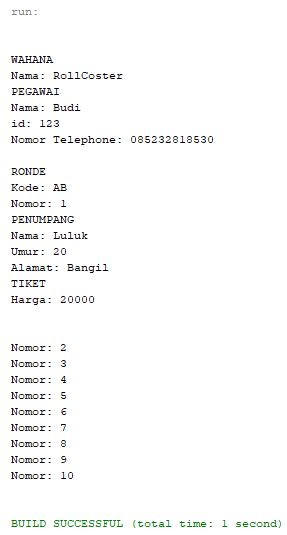 run:
WAHANA
Nama: RollCoster
PEGAWAI
Nama: Budi
id: 123
Nomor Telephone: 085232818530
RONDE
Kode: AB
Nomor: 1
PENUMPANG
Nama: Luluk
Umur: 20
Alamat: Bangil
TIKET
Harga: 20000
Nomor: 2
Nomor: 3
Nomor: 4
Nomor: 5
Nomor: 6
Nomor: 7
Nomor: 8
Nomor: 9
Nomor: 10
BUILD SUCCESSFUL (total time: 1 second)